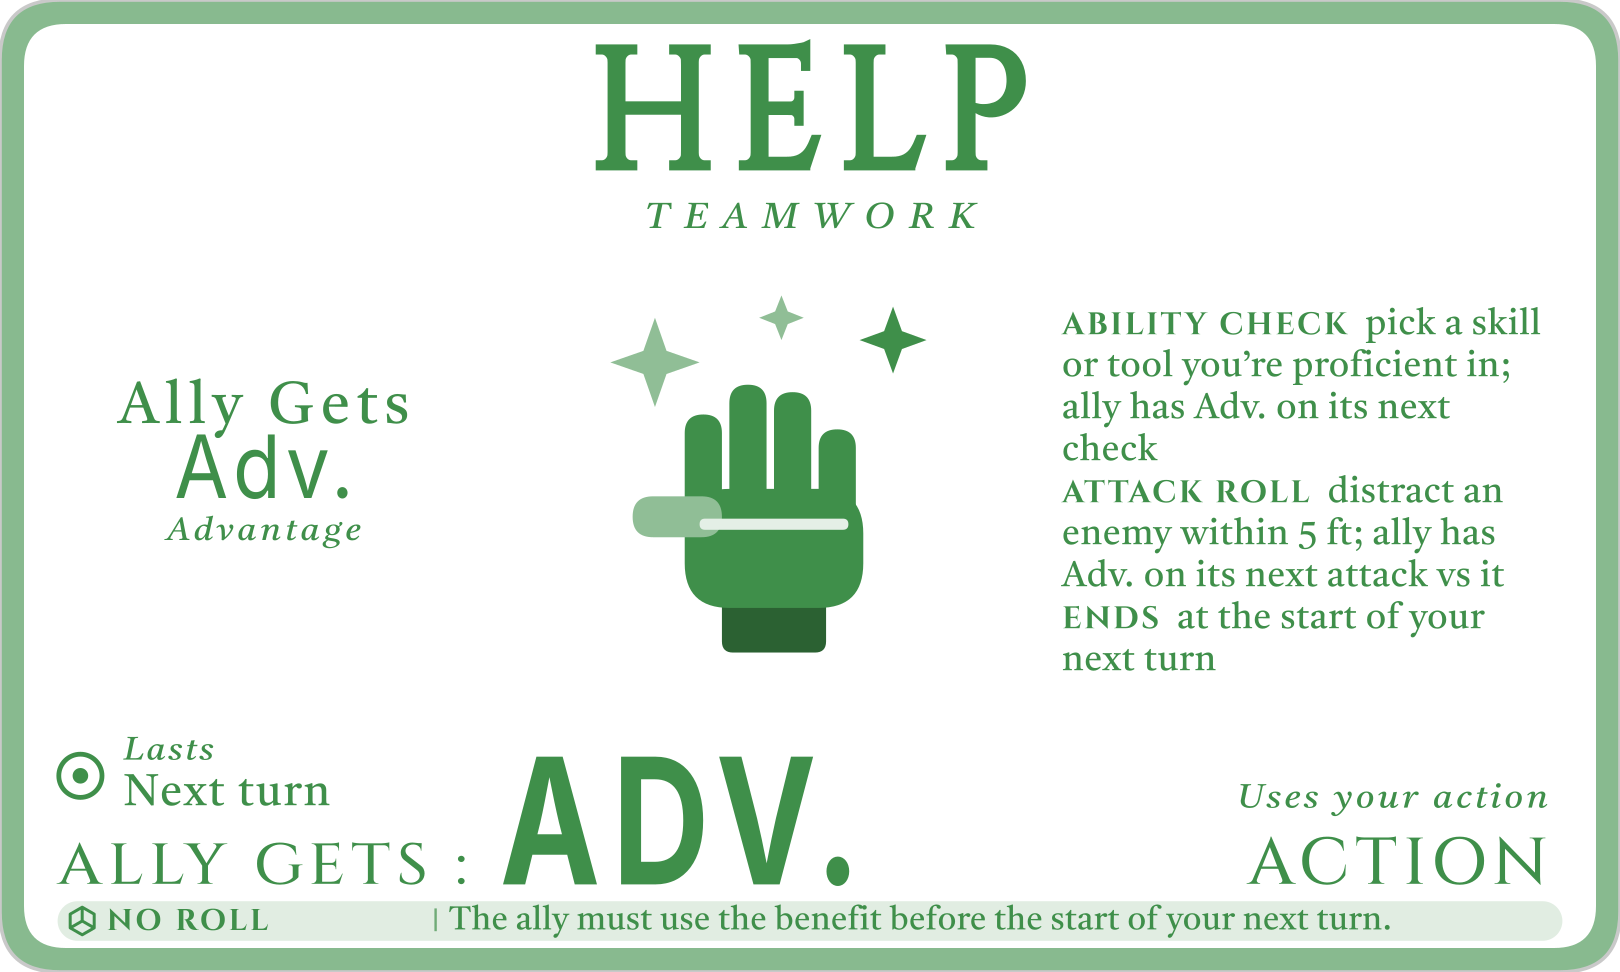 HELP
TEAMWORK
Ally Gets
Adv.
Advantage
ABILITY CHECK pick a skill
or tool you’re proficient in;
ally has Adv. on its next
check
ATTACK ROLL distract an
enemy within 5 ft; ally has
Adv. on its next attack vs it
ENDS at the start of your
next turn
Lasts
Next turn
ALLY GETS : ADV.
Uses your action
ACTION
NO ROLL | The ally must use the benefit before the start of your next turn.